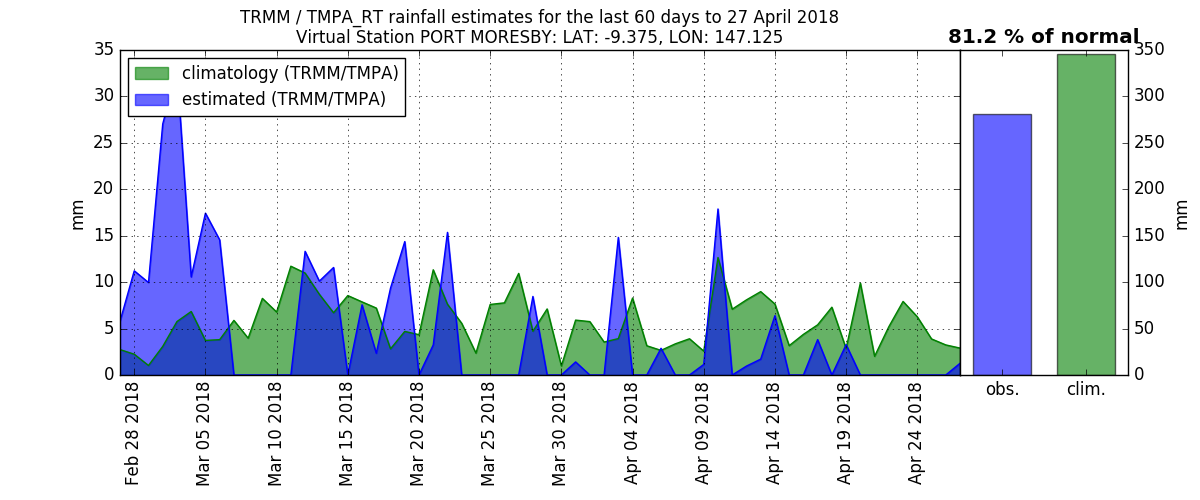 TRMM / TMPA_RT rainfall estimates for the last 60 days to 27 April 2018
Virtual Station PORT MORESBY: LAT: -9.375, LON: 147.125
81.2 % of normal
climatology (TRMM/TMPA)
estimated (TRMM/TMPA)
35
30
25
20
15
10
5
0
mm
350
300
250
200
150
100
50
0
mm
obs.
clim.
Feb 28 2018
Mar 05 2018
Mar 10 2018
Mar 15 2018
Mar 20 2018
Mar 25 2018
Mar 30 2018
Apr 04 2018
Apr 09 2018
Apr 14 2018
Apr 19 2018
Apr 24 2018